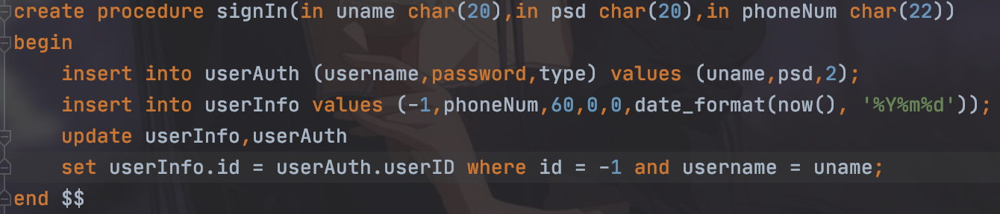 create procedure signIn(in uname char(20),in psd char(20),in phoneNum char(22))
begin
    insert into userAuth (username,password,type) values (uname,psd,2);
    insert into userInfo values (-1,phoneNum,60,0,0,date_format(now(), '%Y%m%d'));
    update userInfo,userAuth
    set userInfo.id = userAuth.userID where id = -1 and username = uname;
end $$